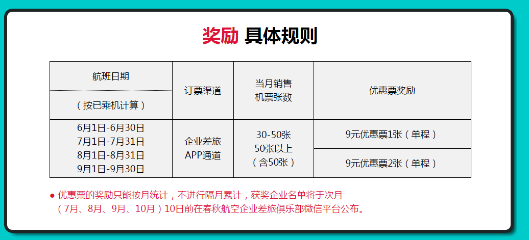 奖励 具体规则
航班日期
（按已乘机计算）
订票渠道
当月销售
机票张数
优惠票奖励
6月1日-6月30日
7月1日-7月31日
8月1日-8月31日
9月1日-9月30日
企业差旅
APP通道
30-50张
50张以上
（含50张）
9元优惠票1张（单程）
9元优惠票2张（单程）
● 优惠票的奖励只能按月统计，不进行隔月累计，获奖企业名单将于次月
（7月、8月、9月、10月）10日前在春秋航空企业差旅俱乐部微信平台公布。